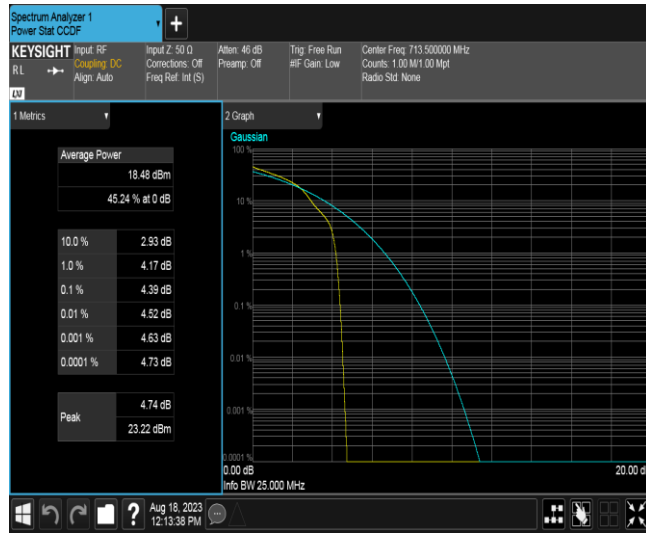 Spectrum Analyzer 1
Power Stat CCDF
+
KEYSIGHT
RL
LXI
Input: RF
Coupling: DC
Align: Auto
Input Z: 50 Ω
Corrections: Off
Freq Ref: Int (S)
Atten: 46 dB
Preamp: Off
Trig: Free Run
#IF Gain: Low
Center Freq: 713.500000 MHz
Counts: 1.00 M/1.00 Mpt
Radio Std: None
1 Metrics
Average Power
18.48 dBm
45.24 % at 0 dB
10.0 % 2.93 dB
1.0 % 4.17 dB
0.1 % 4.39 dB
0.01 % 4.52 dB
0.001 % 4.63 dB
0.0001 % 4.73 dB
Peak
4.74 dB
23.22 dBm
2 Graph
Gaussian
100 %
10 %
1 %
0.1 %
0.01 %
0.001 %
0.0001 %
0.00 dB
20.00 d
Info BW 25.000 MHz
?
Aug 18, 2023
12:13:38 PM